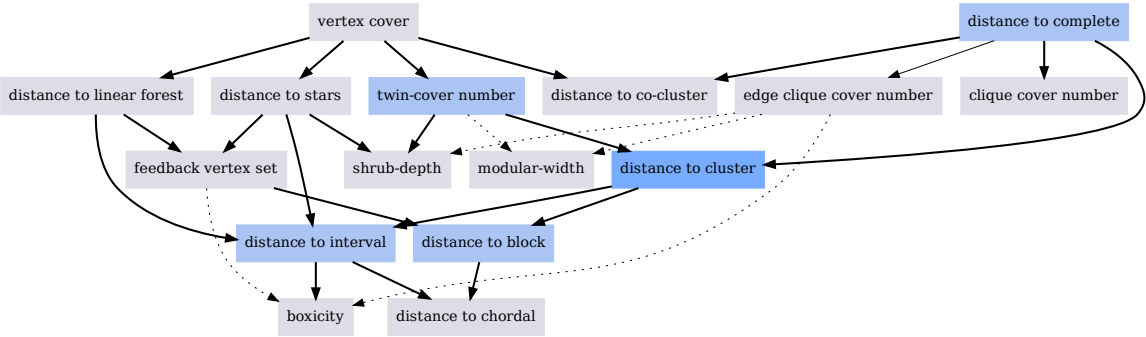 vertex cover
distance to complete
distance to linear forest
distance to stars
twin-cover number
distance to co-cluster
edge clique cover number
clique cover number
feedback vertex set
shrub-depth
modular-width
distance to cluster
distance to interval
distance to block
boxicity
distance to chordal